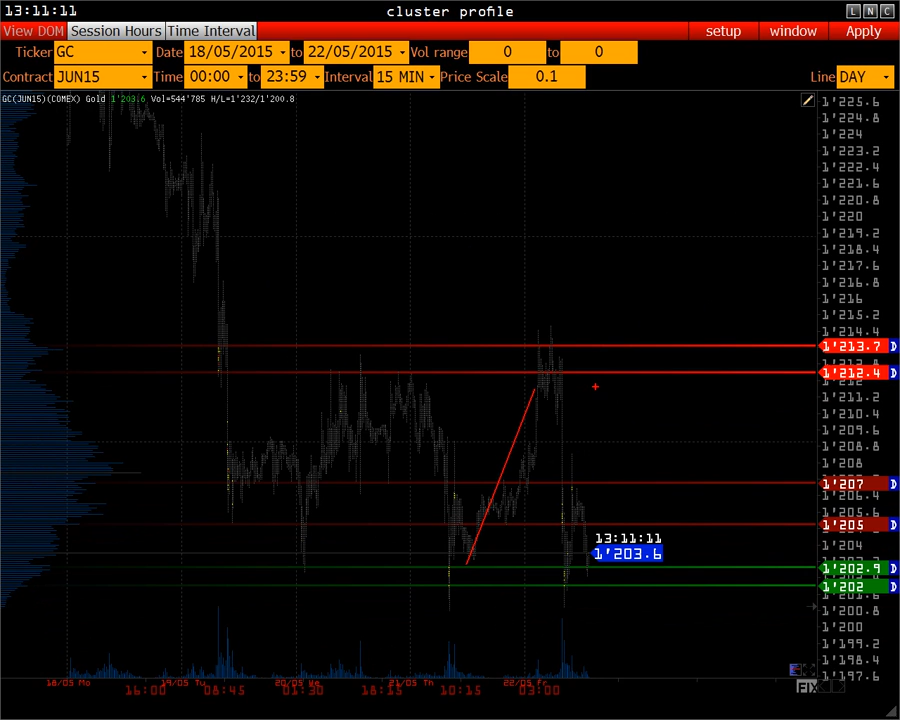 13:11:11 cluster profile L N C
View DOM Session Hours Time Interval setup window Apply
Ticker GC Date 18/05/2015 to 22/05/2015 Vol range 0 to 0
Contract JUN15 Time 00:00 to 23:59 Interval 15 MIN Price Scale 0.1 Line DAY
GC(JUN15)(COMEX) Gold 1'203.6 Vol=544'785 H/L=1'232/1'200.8
1'225.6
1'224.8
1'224
1'223.2
1'222.4
1'221.6
1'220.8
1'220
1'219.2
1'218.4
1'217.6
1'216.8
1'216
1'215.2
1'214.4
1'213.7 D
1'212.4 D
1'211.2
1'210.4
1'209.6
1'208.8
1'208
1'207 D
1'206.4
1'205.6
1'205 D
1'204
13:11:11
1'203.6
1'202.9 D
1'202 D
1'201.6
1'200.8
1'200
1'199.2
1'198.4
1'197.6
18/05 Mo 19/05 Tu 20/05 We 21/05 Th 22/05 Fr
16:00 08:45 01:30 18:15 10:15 03:00
FIX